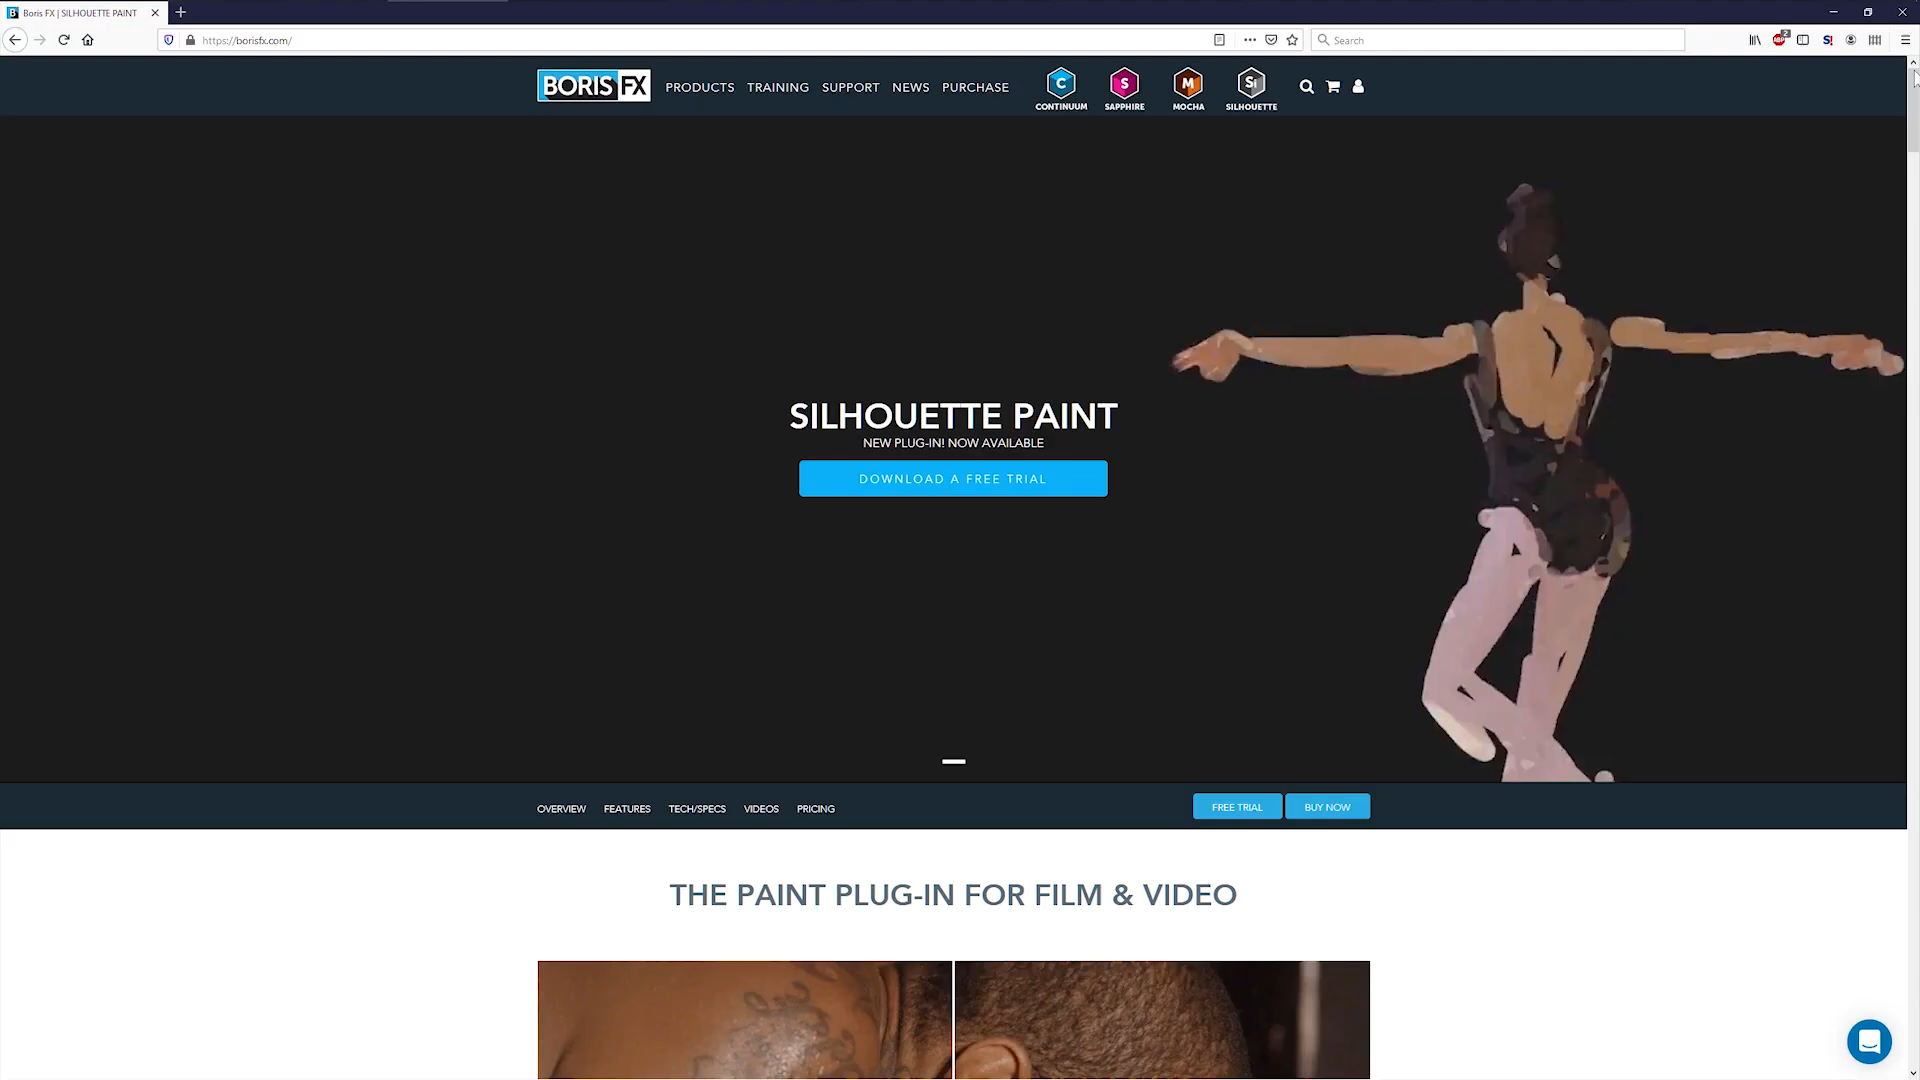 Boris FX | SILHOUETTE PAINT
https://borisfx.com/
Search
2
BORIS FX
PRODUCTS TRAINING SUPPORT NEWS PURCHASE
C S M Si
CONTINUUM SAPPHIRE MOCHA SILHOUETTE
SILHOUETTE PAINT
NEW PLUG-IN! NOW AVAILABLE
DOWNLOAD A FREE TRIAL
OVERVIEW FEATURES TECH/SPECS VIDEOS PRICING FREE TRIAL BUY NOW
THE PAINT PLUG-IN FOR FILM & VIDEO